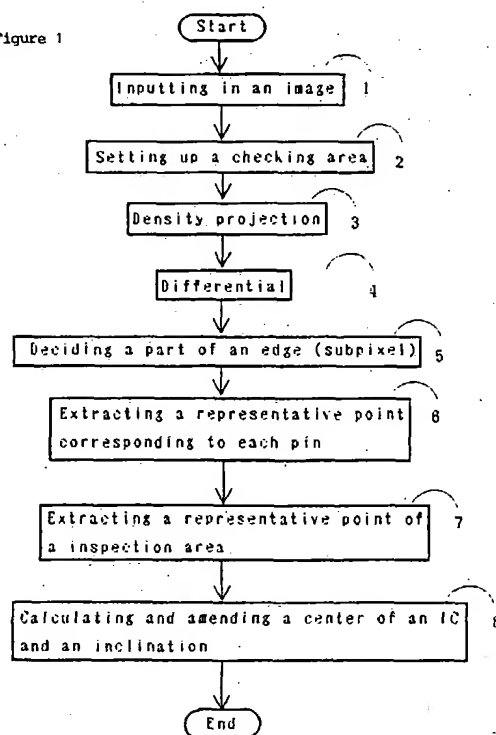 Figure 1
Start
Inputting in an image 1
Setting up a checking area 2
Density projection 3
Differential 4
Deciding a part of an edge (subpixel) 5
Extracting a representative point 6
corresponding to each pin
Extracting a representative point of 7
a inspection area
Calculating and amending a center of an IC 8
and an inclination
End